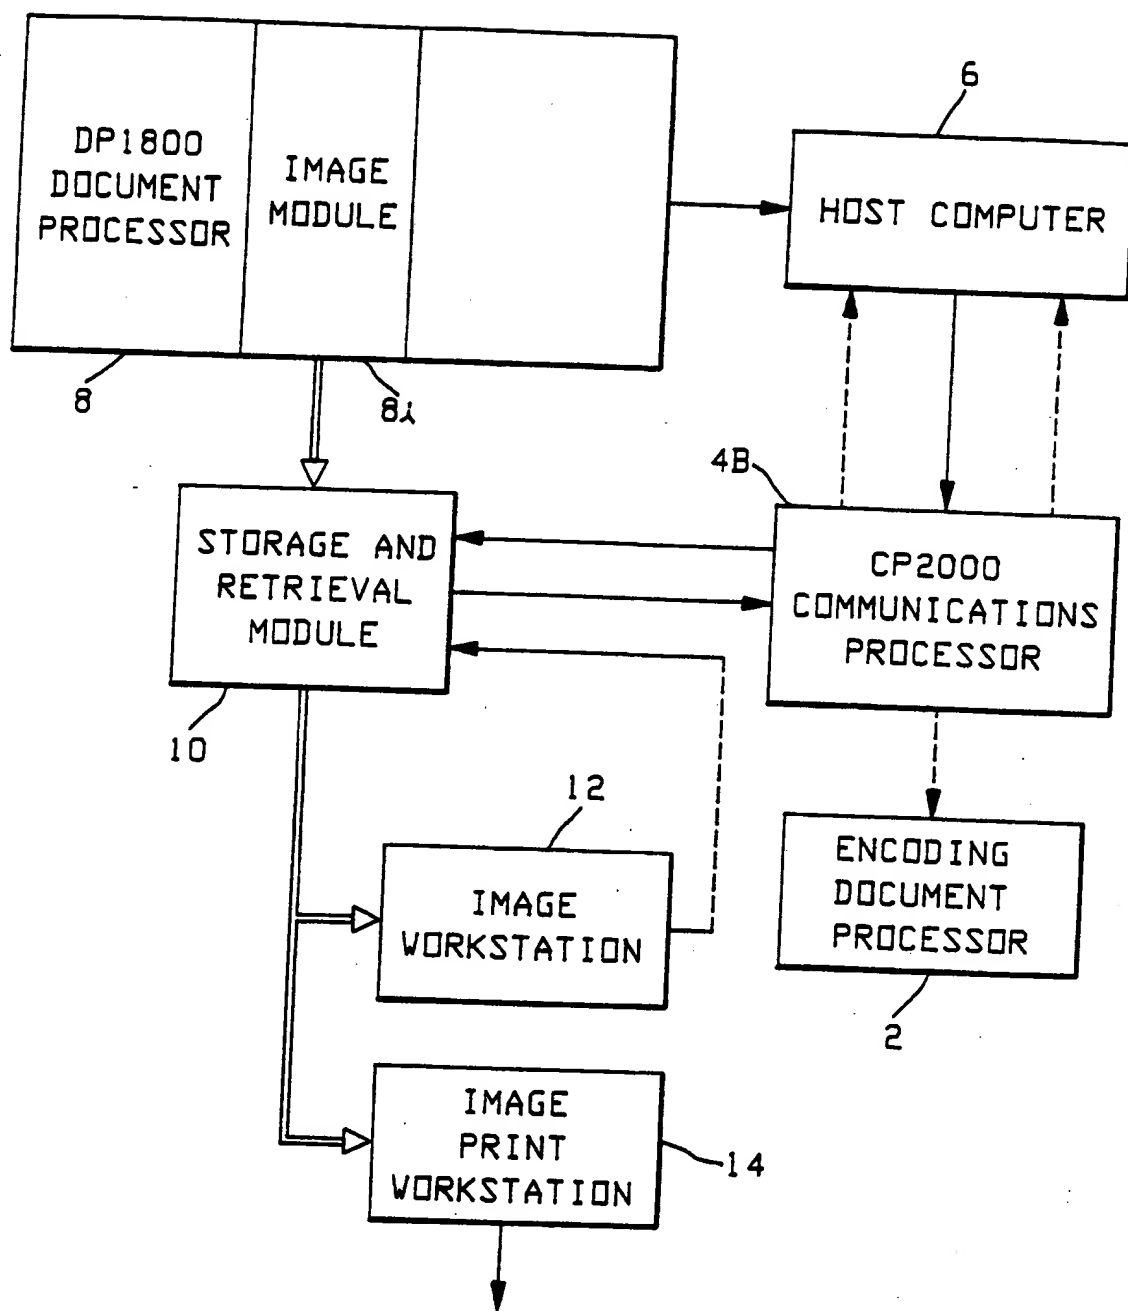 DP1800
DOCUMENT
PROCESSOR
IMAGE
MODULE
6
HOST COMPUTER
8
8i
4B
STORAGE AND
RETRIEVAL
MODULE
CP2000
COMMUNICATIONS
PROCESSOR
10
12
IMAGE
WORKSTATION
ENCODING
DOCUMENT
PROCESSOR
2
IMAGE
PRINT
WORKSTATION
14